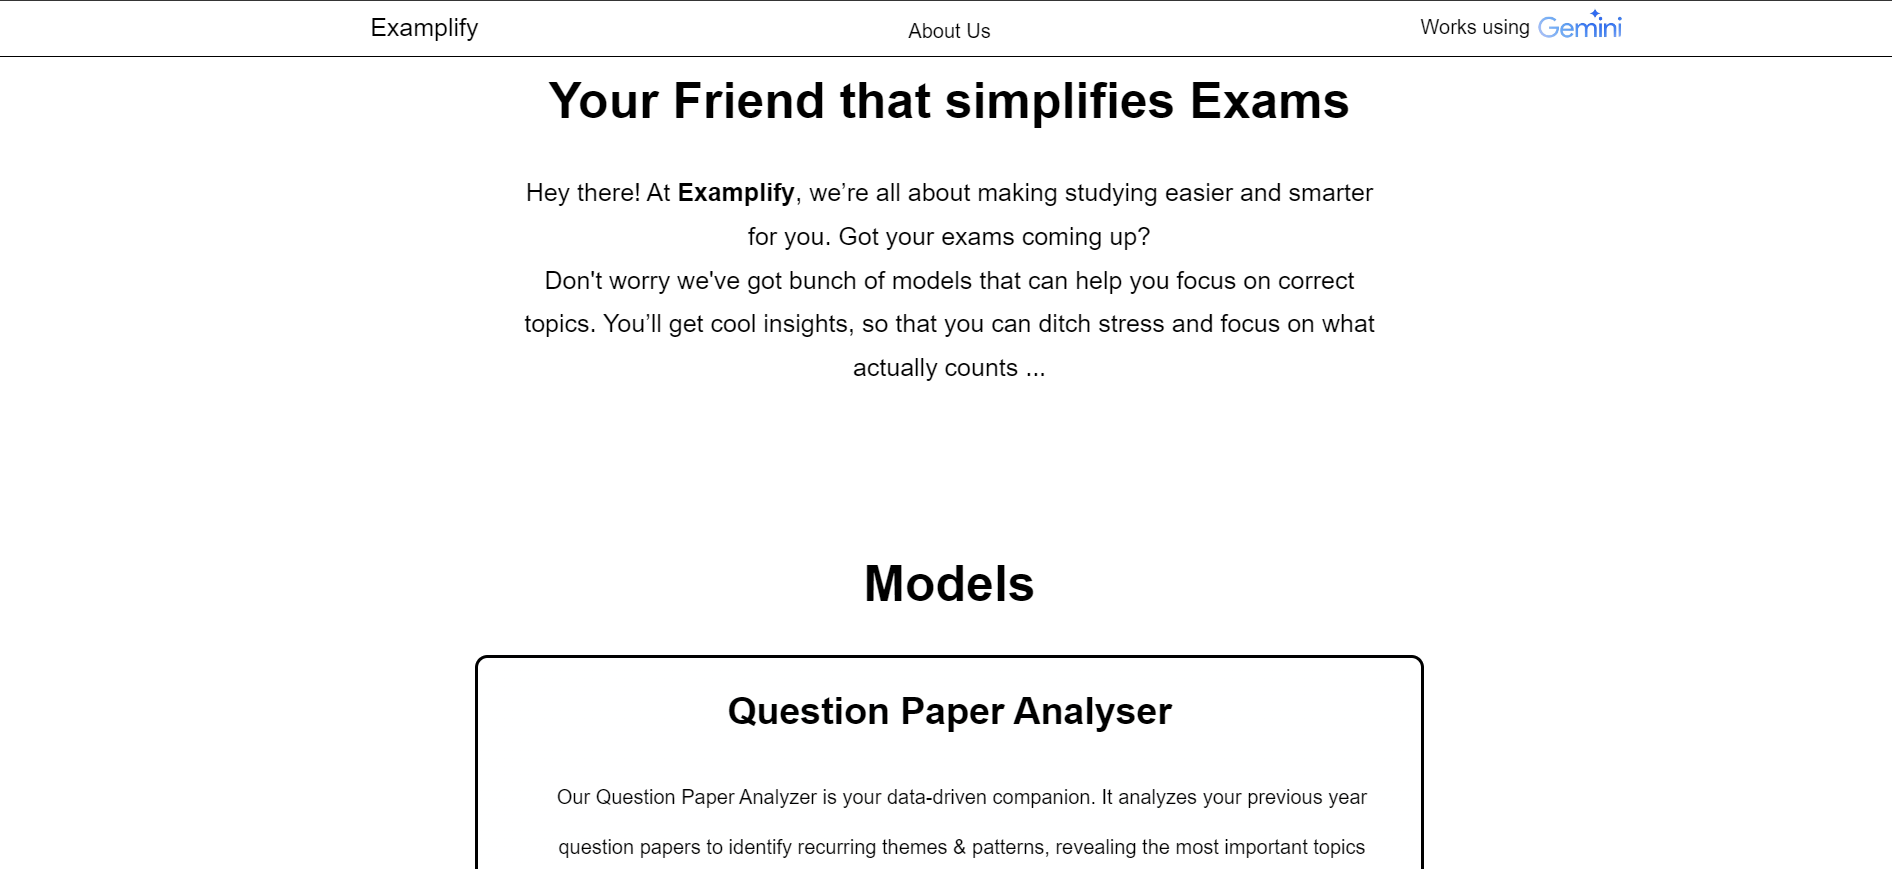 Examplify
About Us
Works using Gemini
Your Friend that simplifies Exams
Hey there! At Examplify, we’re all about making studying easier and smarter
for you. Got your exams coming up?
Don't worry we've got bunch of models that can help you focus on correct
topics. You’ll get cool insights, so that you can ditch stress and focus on what
actually counts ...
Models
Question Paper Analyser
Our Question Paper Analyzer is your data-driven companion. It analyzes your previous year
question papers to identify recurring themes & patterns, revealing the most important topics